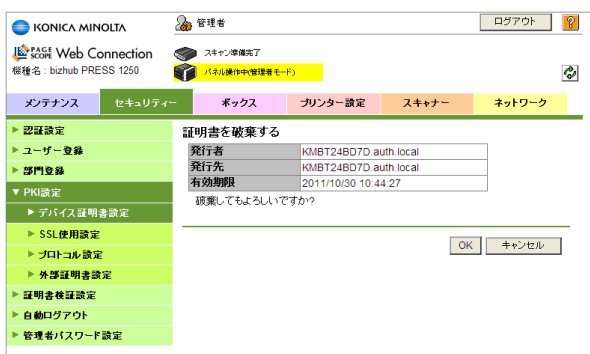 KONICA MINOLTA
管理者
ログアウト
?
PAGE SCOPE Web Connection
スキャン準備完了
機種名 : bizhub PRESS 1250
パネル操作中(管理者モード)
メンテナンス
セキュリティー
ボックス
プリンター設定
スキャナー
ネットワーク
認証設定
ユーザー登録
部門登録
PKI設定
デバイス証明書設定
SSL使用設定
プロトコル設定
外部証明書設定
証明書検証設定
自動ログアウト
管理者パスワード設定
証明書を破棄する
発行者 KMBT24BD7D.auth.local
発行先 KMBT24BD7D.auth.local
有効期限 2011/10/30 10:44:27
破棄してもよろしいですか?
OK
キャンセル